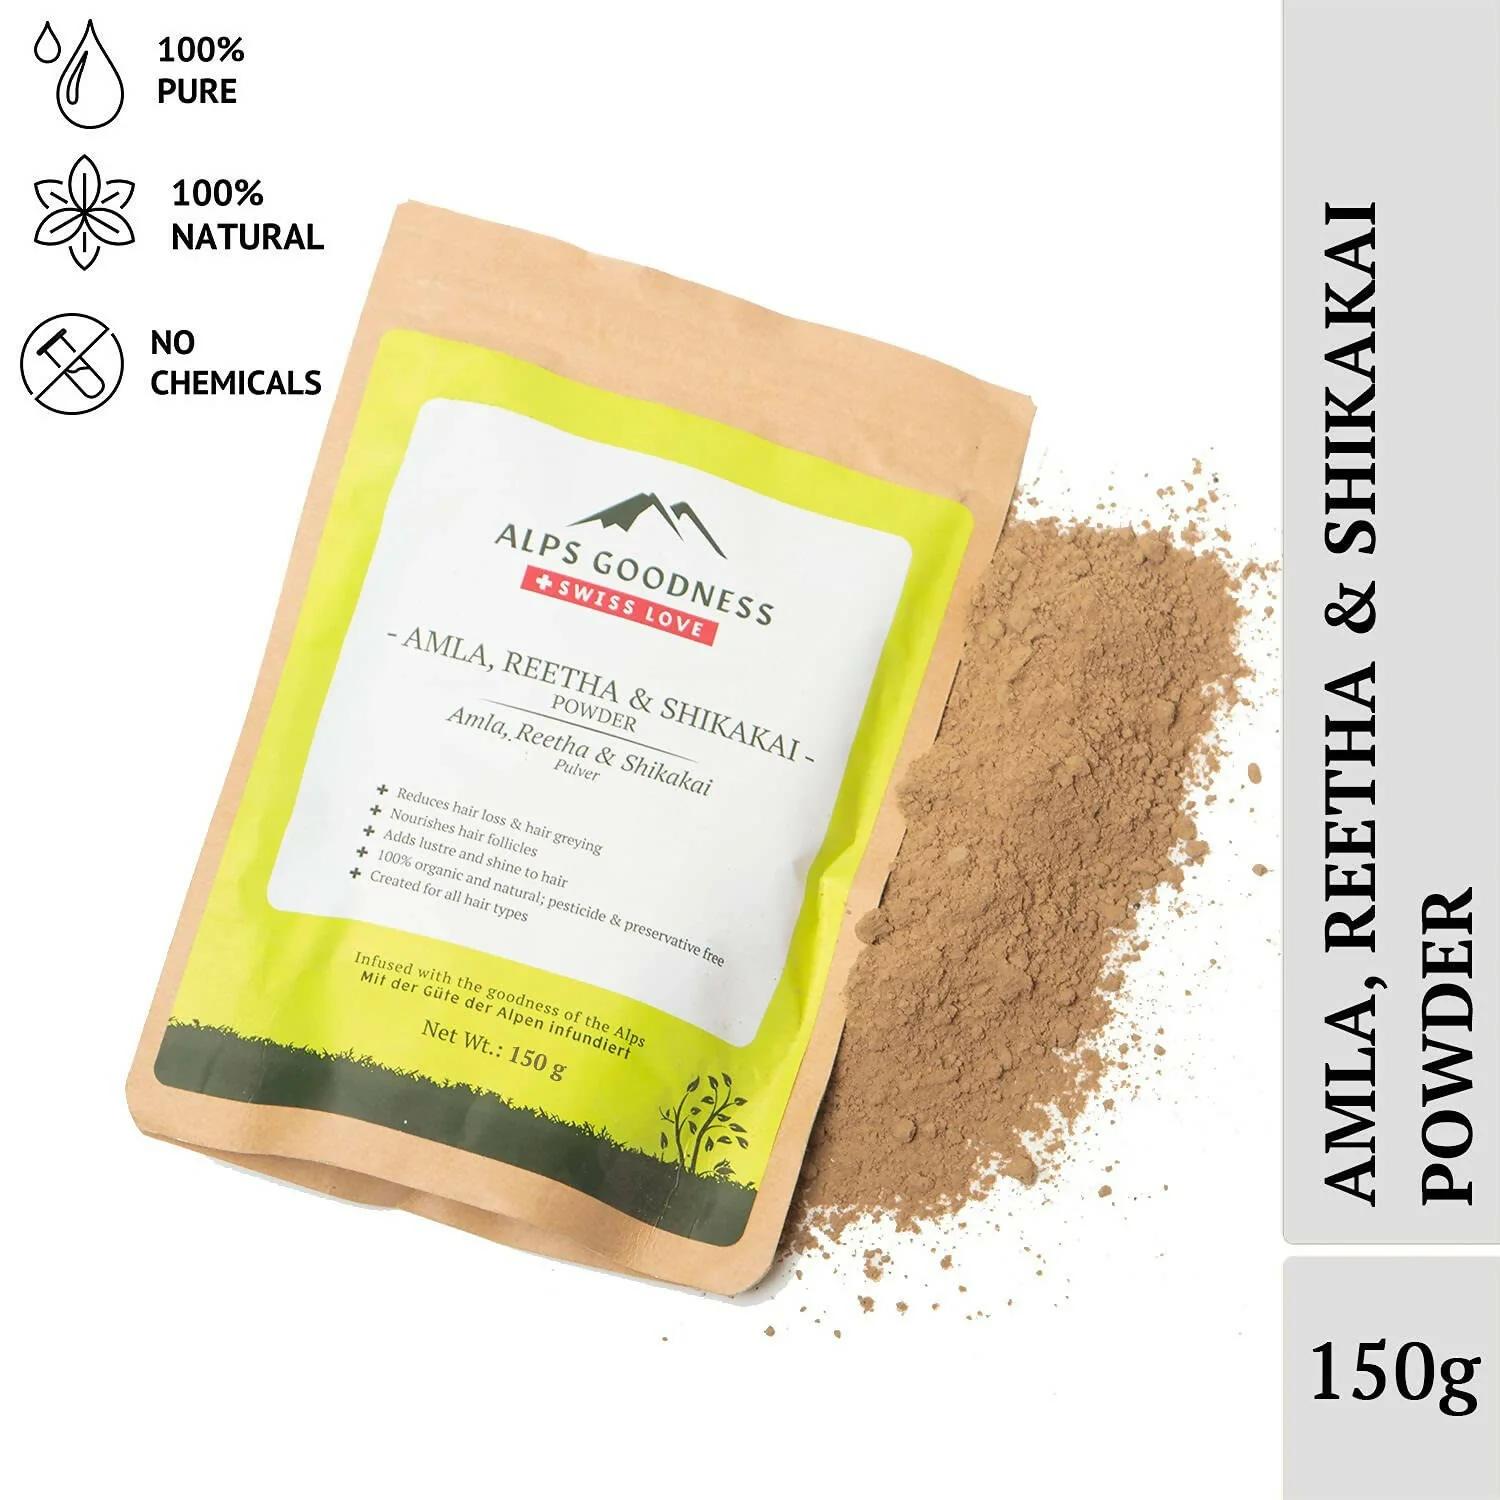 100%
PURE
100%
NATURAL
NO
CHEMICALS
ALPS GOODNESS
SWISS LOVE
- AMLA, REETHA & SHIKAKAI -
POWDER
Amla, Reetha & Shikakai
Pulver
Reduces hair loss & hair greying
Nourishes hair follicles
Adds lustre and shine to hair
100% organic and natural; pesticide & preservative free
Created for all hair types
Infused with the goodness of the Alps
Mit der Güte der Alpen infundiert
Net Wt.: 150 g
AMLA, REETHA & SHIKAKAI
POWDER
150g